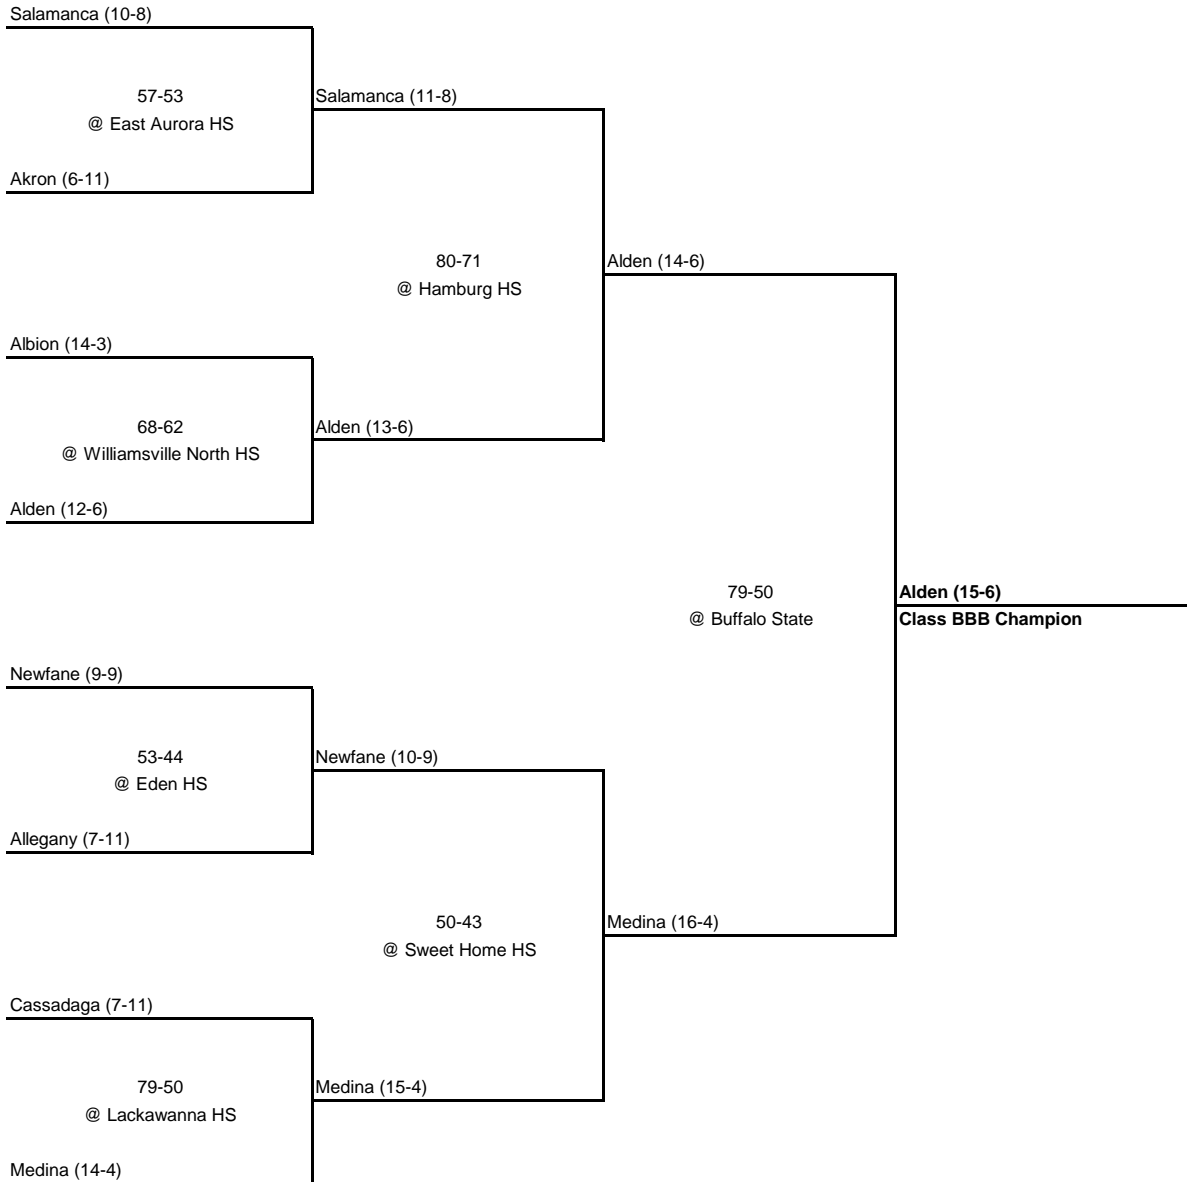 Salamanca (10-8)
57-53
@ East Aurora HS
Salamanca (11-8)
Akron (6-11)
80-71
@ Hamburg HS
Alden (14-6)
Albion (14-3)
68-62
@ Williamsville North HS
Alden (13-6)
Alden (12-6)
79-50
@ Buffalo State
Alden (15-6)
Class BBB Champion
Newfane (9-9)
53-44
@ Eden HS
Newfane (10-9)
Allegany (7-11)
50-43
@ Sweet Home HS
Medina (16-4)
Cassadaga (7-11)
79-50
@ Lackawanna HS
Medina (15-4)
Medina (14-4)